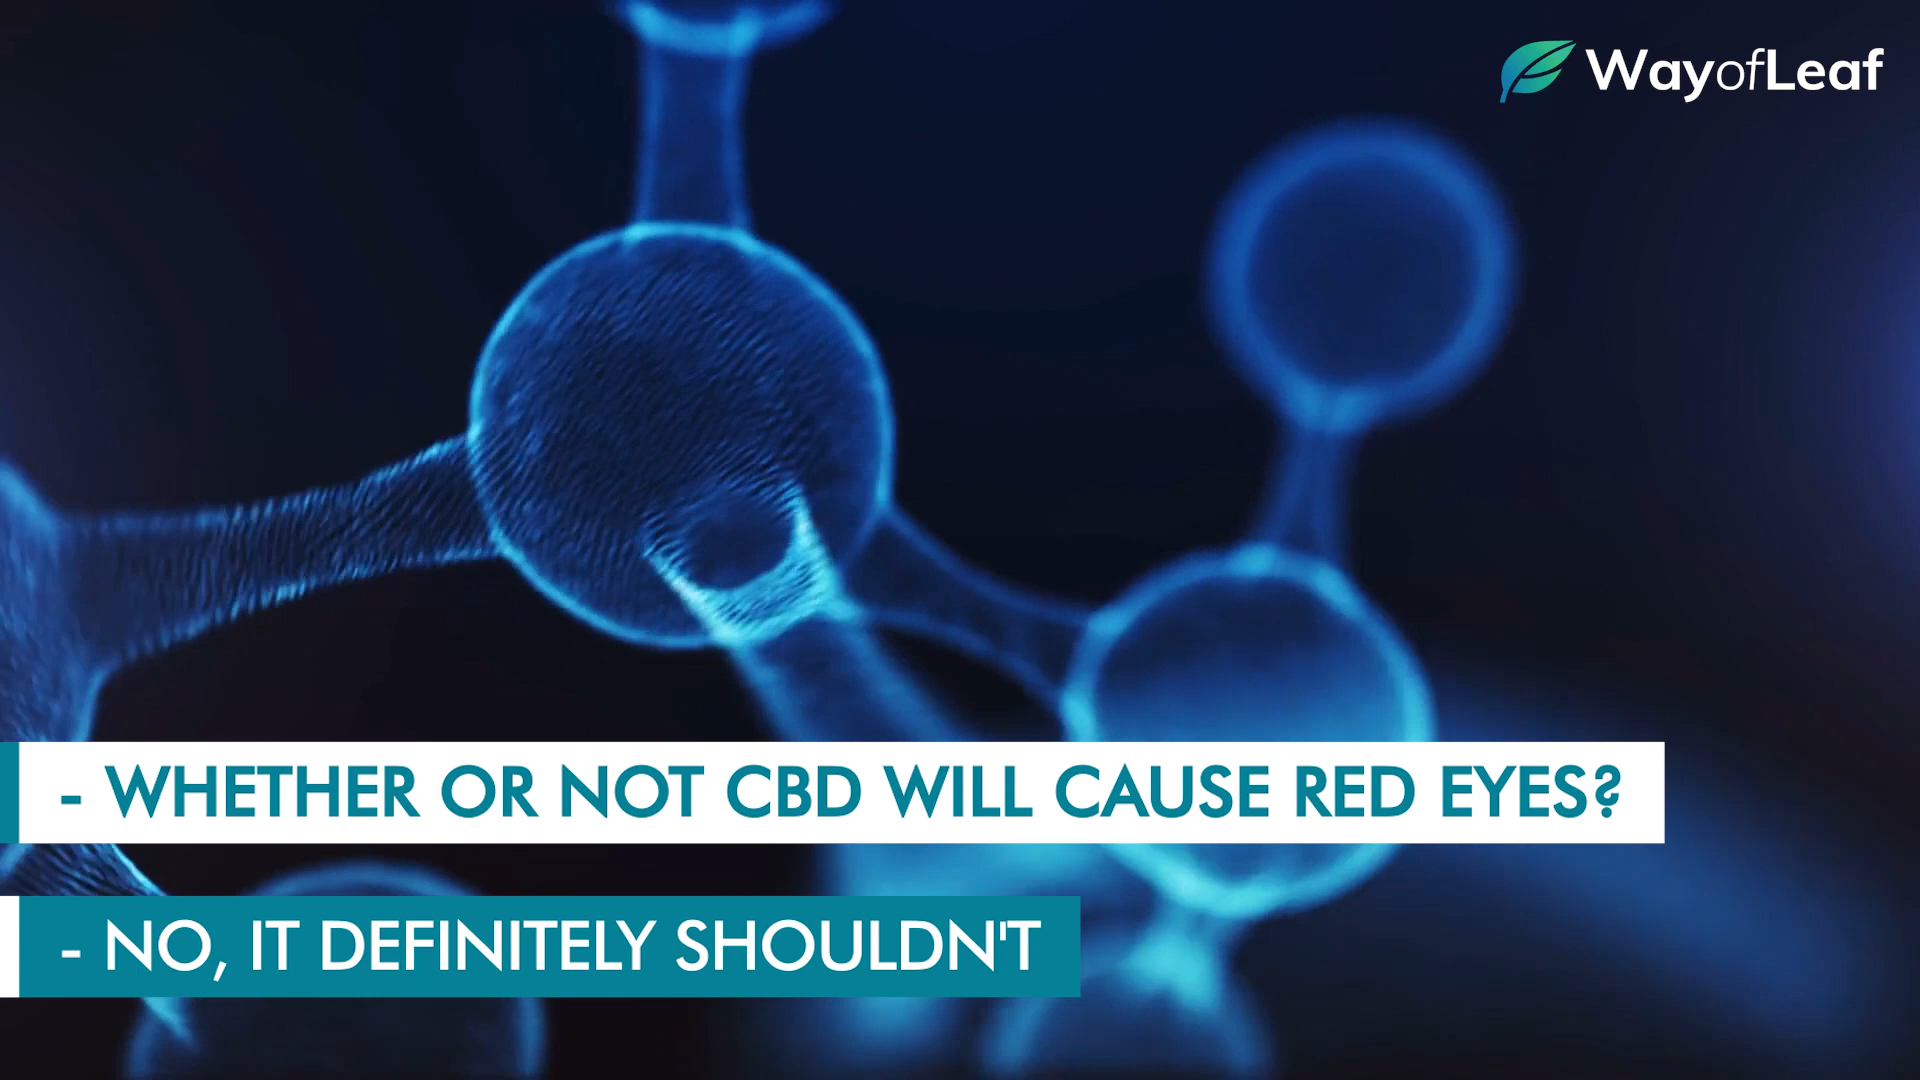 WayofLeaf
- WHETHER OR NOT CBD WILL CAUSE RED EYES?
- NO, IT DEFINITELY SHOULDN'T